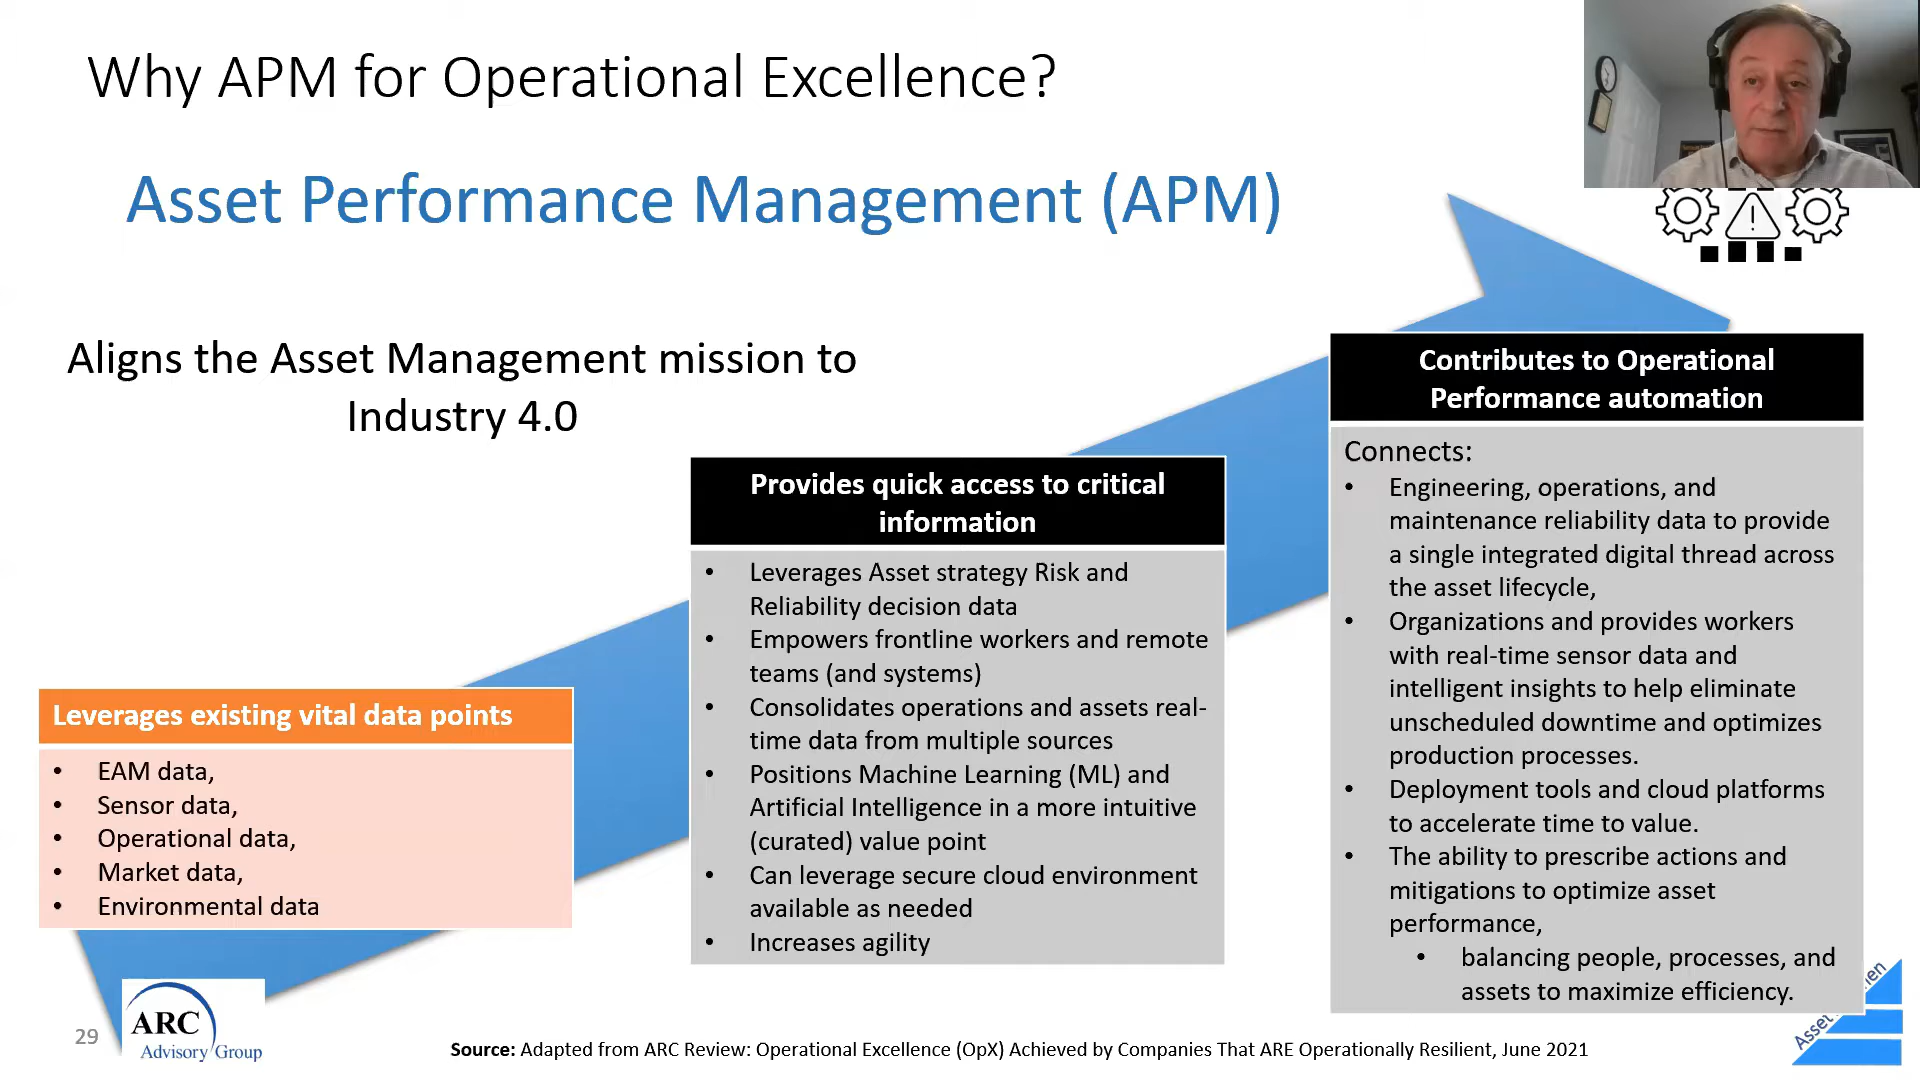 Why APM for Operational Excellence?
Asset Performance Management (APM)
Aligns the Asset Management mission to
Industry 4.0
Leverages existing vital data points
• EAM data,
• Sensor data,
• Operational data,
• Market data,
• Environmental data
Provides quick access to critical
information
• Leverages Asset strategy Risk and
Reliability decision data
• Empowers frontline workers and remote
teams (and systems)
• Consolidates operations and assets real-
time data from multiple sources
• Positions Machine Learning (ML) and
Artificial Intelligence in a more intuitive
(curated) value point
• Can leverage secure cloud environment
available as needed
• Increases agility
Contributes to Operational
Performance automation
Connects:
• Engineering, operations, and
maintenance reliability data to provide
a single integrated digital thread across
the asset lifecycle,
• Organizations and provides workers
with real-time sensor data and
intelligent insights to help eliminate
unscheduled downtime and optimizes
production processes.
• Deployment tools and cloud platforms
to accelerate time to value.
• The ability to prescribe actions and
mitigations to optimize asset
performance,
• balancing people, processes, and
assets to maximize efficiency.
29
ARC
Advisory Group
Source: Adapted from ARC Review: Operational Excellence (OpX) Achieved by Companies That ARE Operationally Resilient, June 2021
Asset